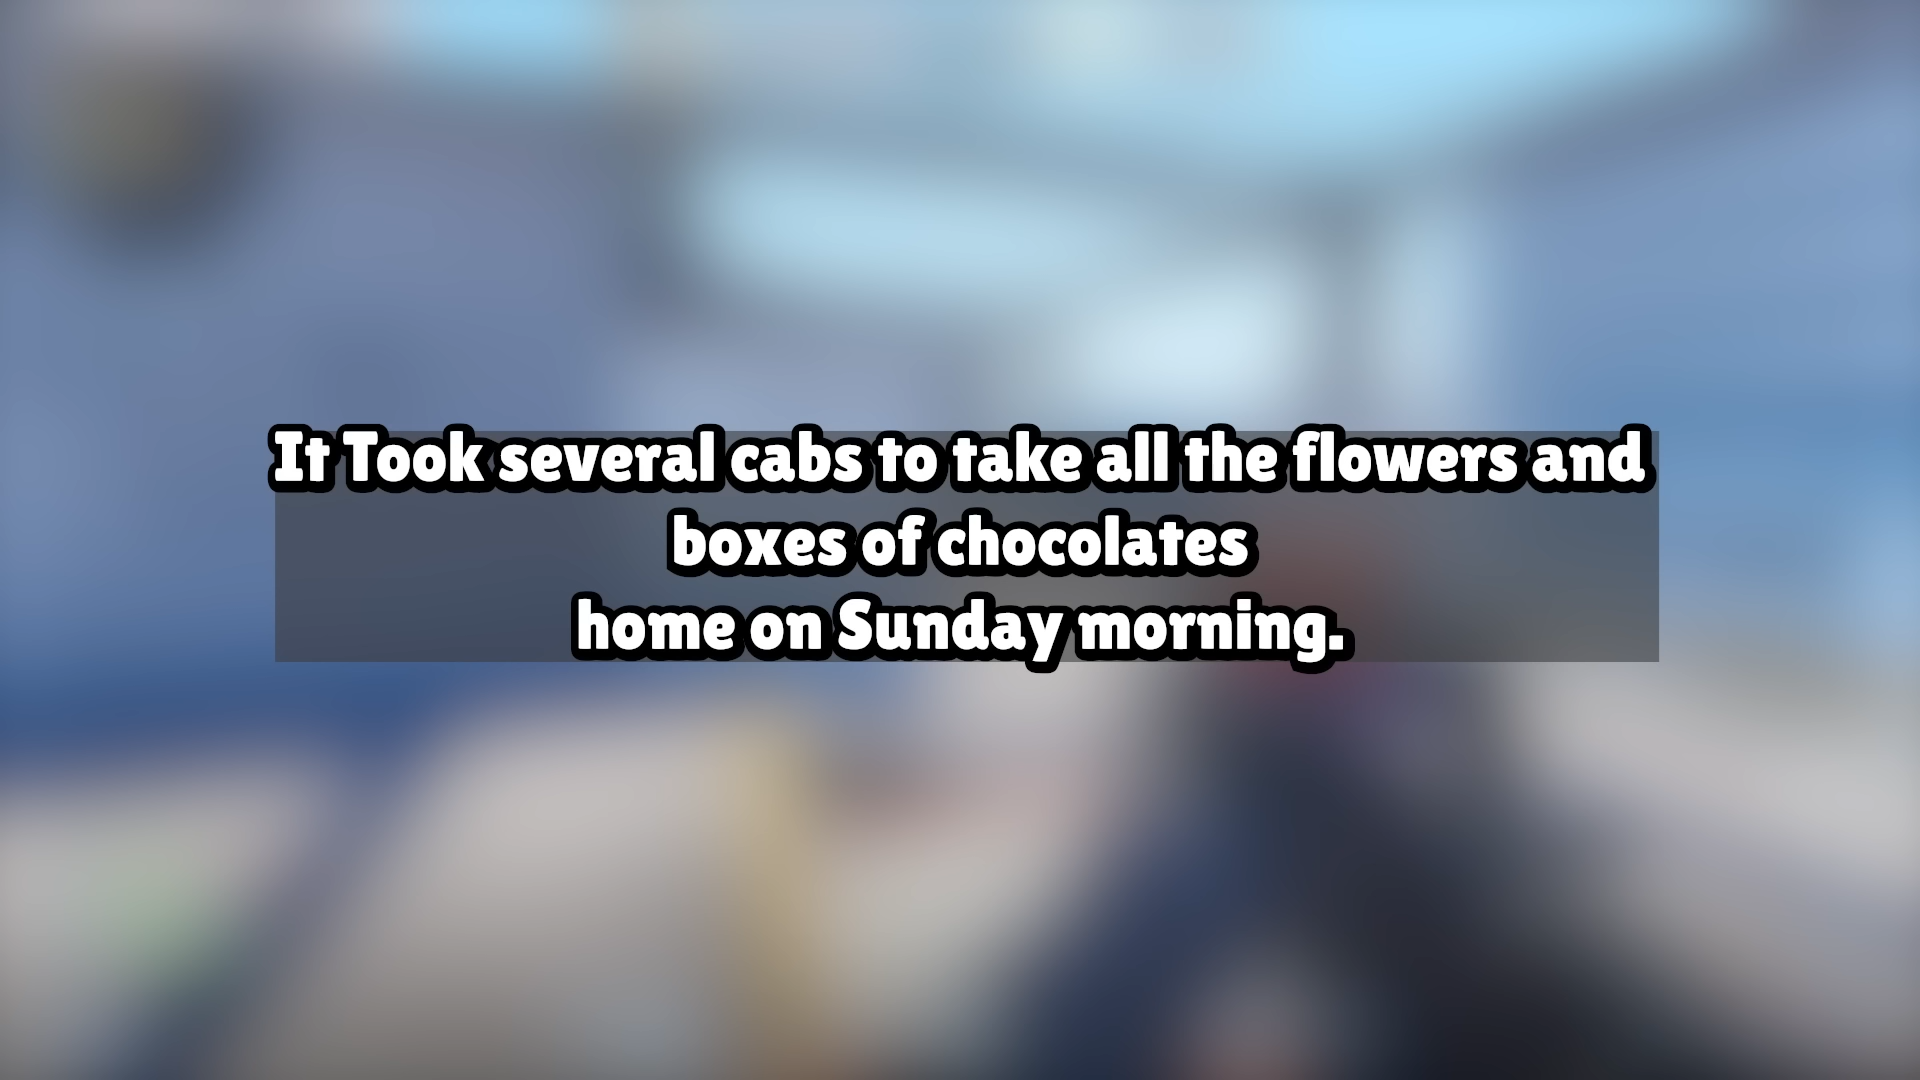 It Took several cabs to take all the flowers and
boxes of chocolates
home on Sunday morning.